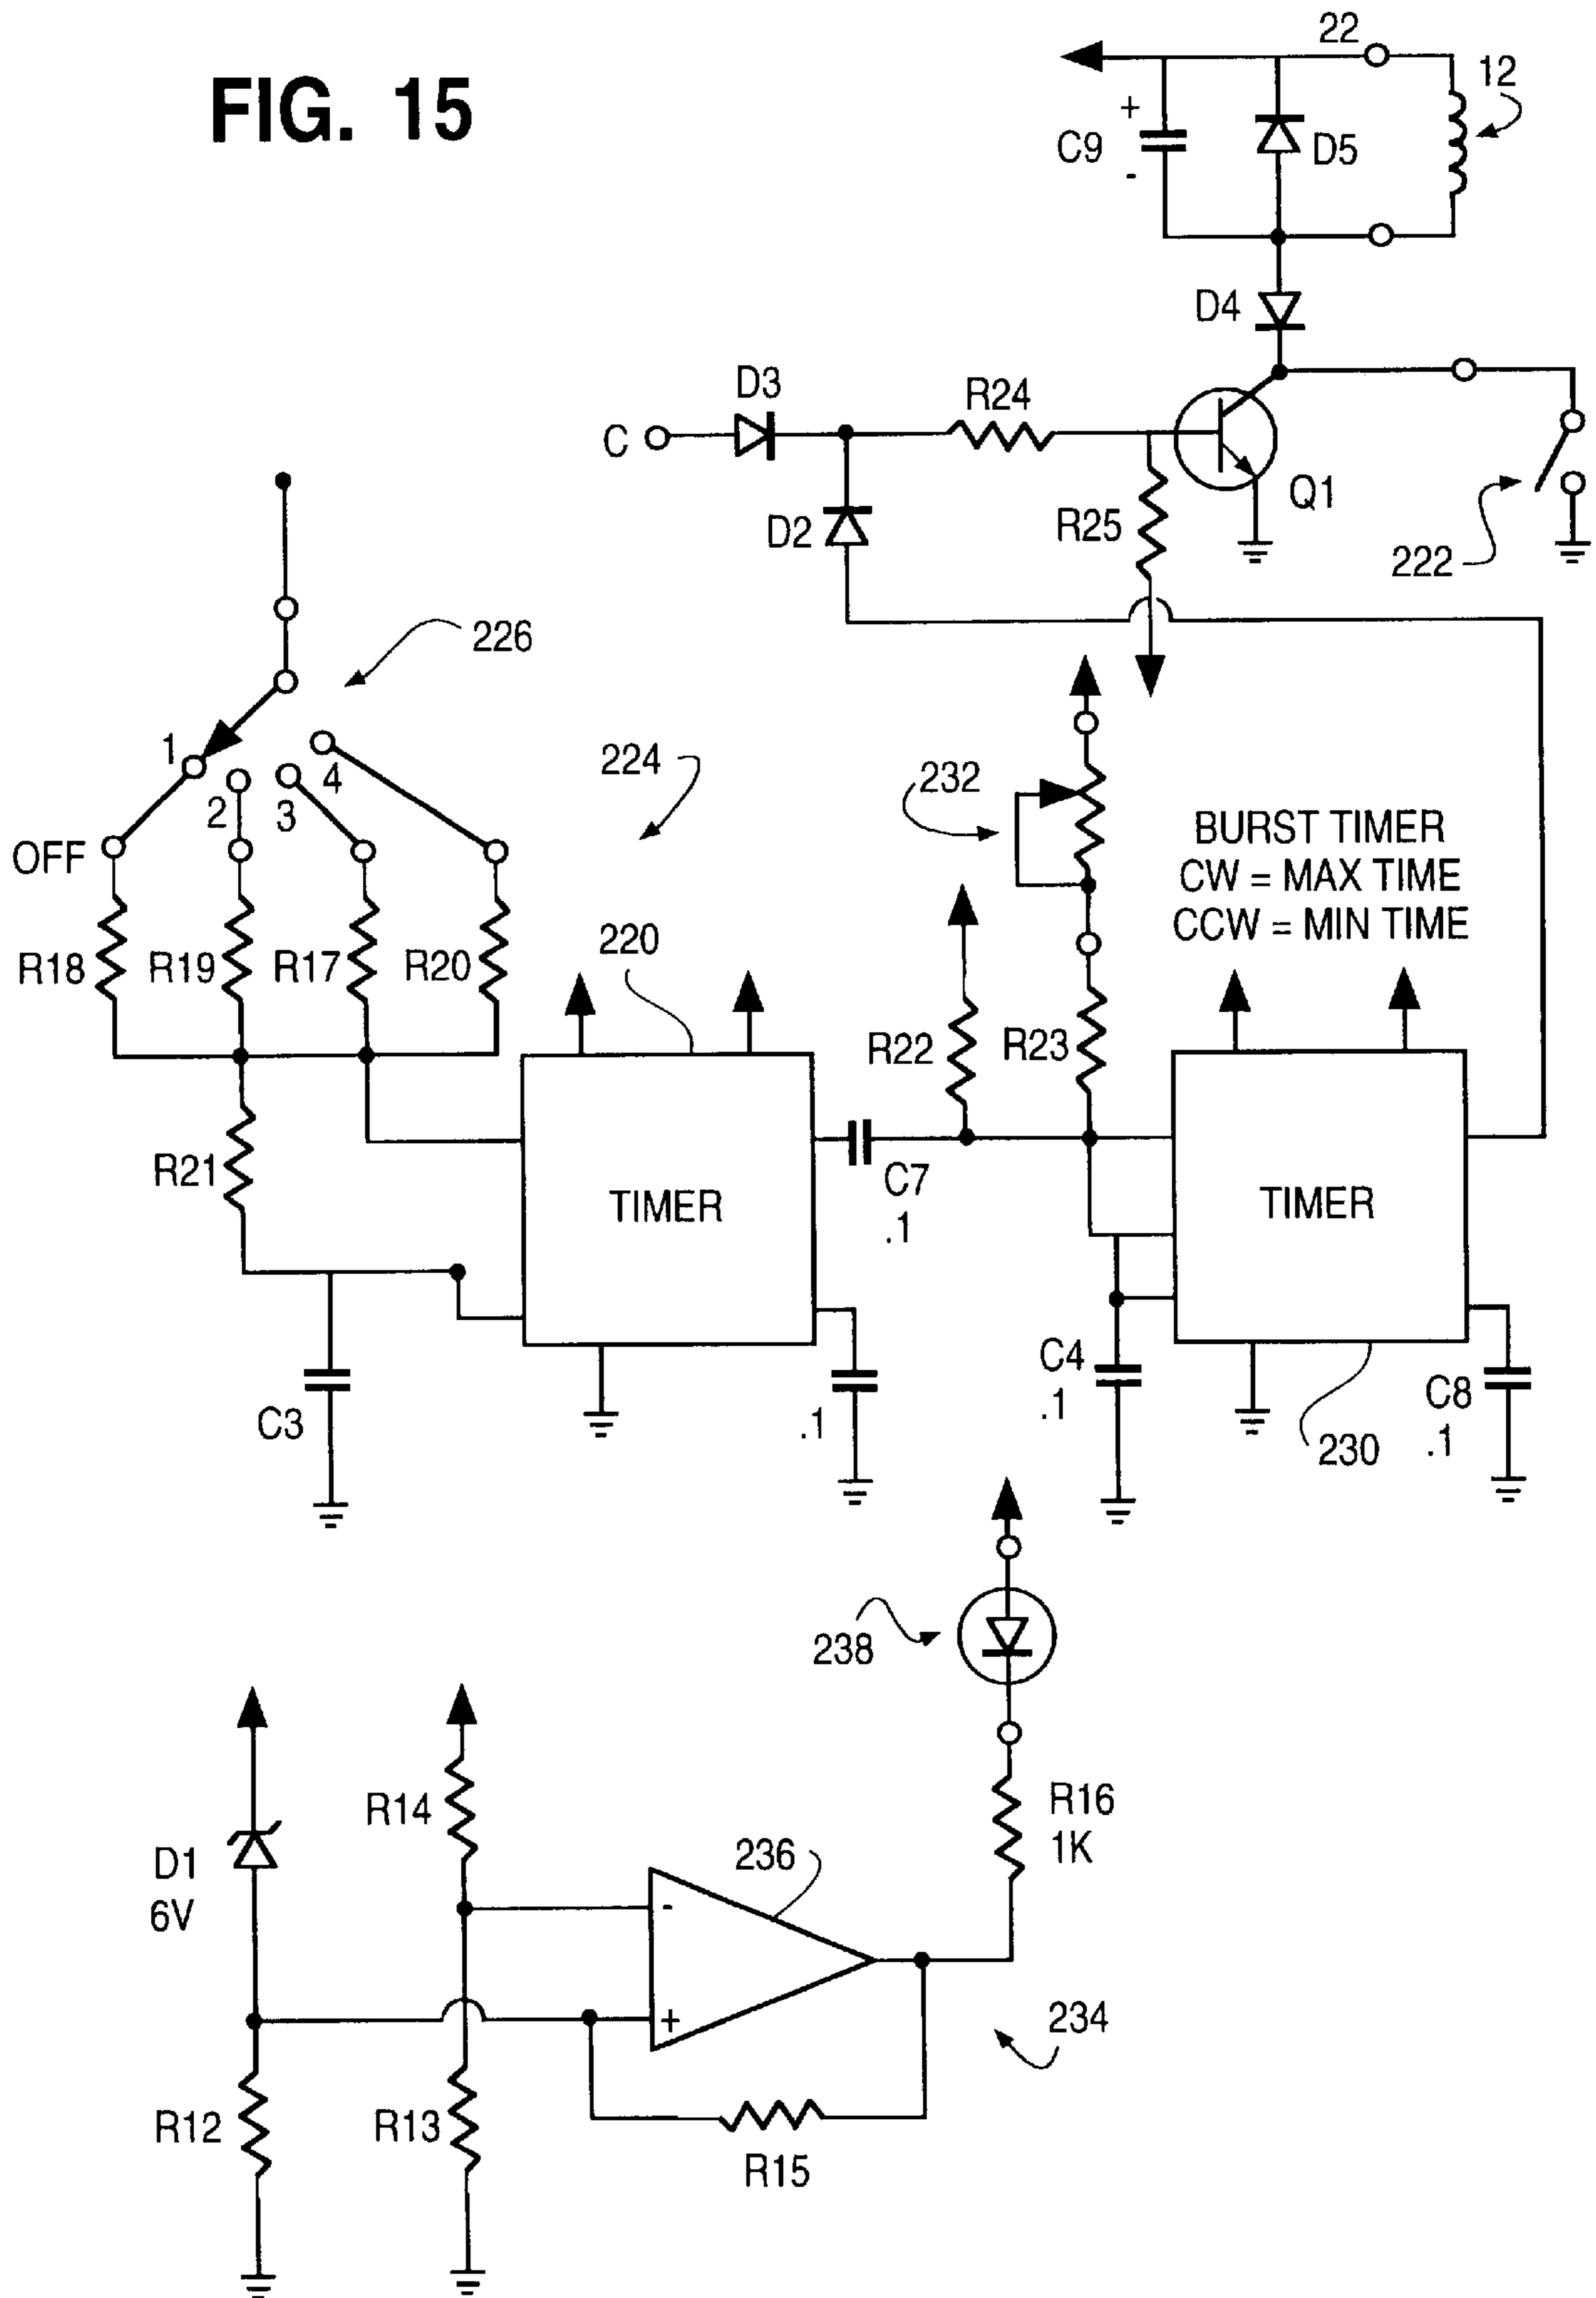 FIG. 15
22
12
+
C9
-
D5
D4
D3
R24
C
Q1
D2
R25
222
226
1
2
3
4
224
232
OFF
BURST TIMER
CW = MAX TIME
CCW = MIN TIME
R18
R19
R17
R20
220
R22
R23
R21
TIMER
C7
.1
TIMER
C3
.1
C4
.1
C8
.1
230
238
R14
R16
1K
D1
6V
236
-
+
234
R12
R13
R15